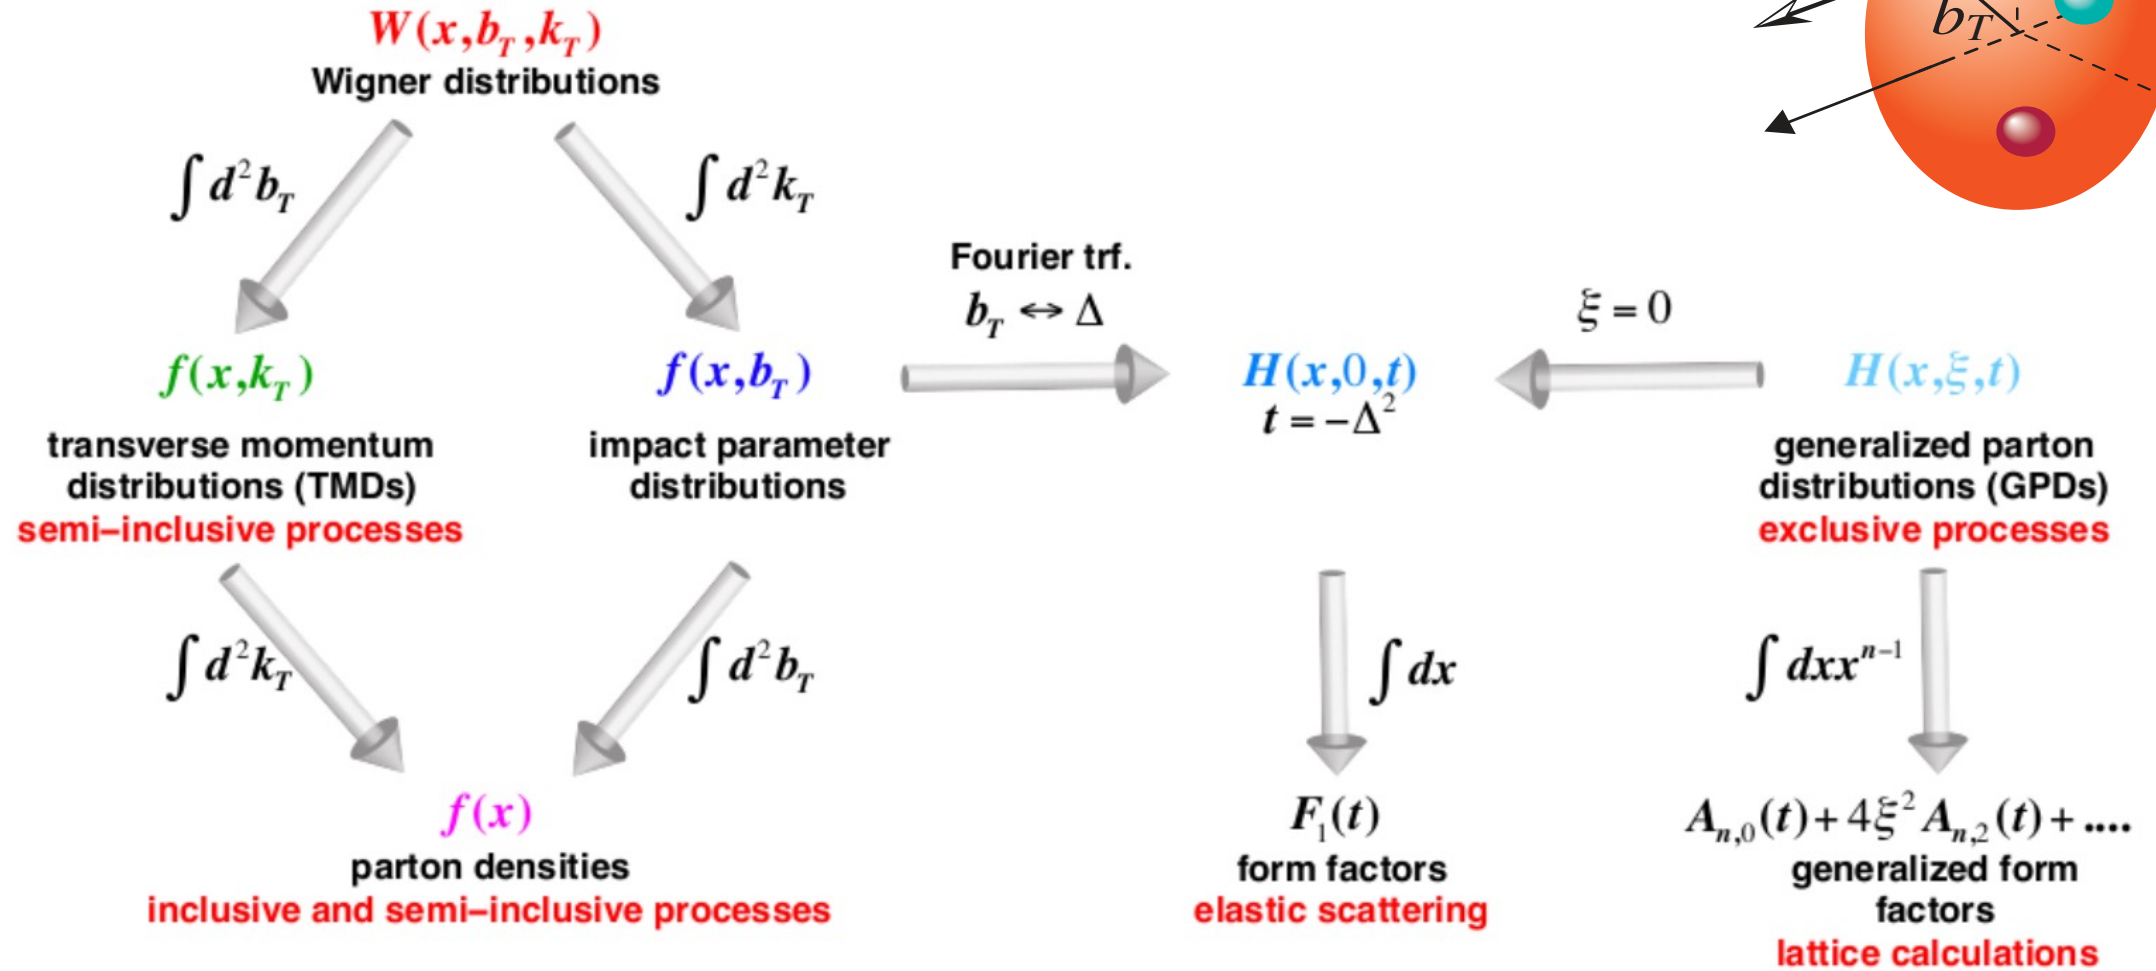 W(x,b_T,k_T)
Wigner distributions
b_T
∫d²b_T
∫d²k_T
Fourier trf.
b_T ↔ Δ
ξ = 0
f(x,k_T)
transverse momentum
distributions (TMDs)
semi–inclusive processes
f(x,b_T)
impact parameter
distributions
H(x,0,t)
t = −Δ²
H(x,ξ,t)
generalized parton
distributions (GPDs)
exclusive processes
∫d²k_T
∫d²b_T
∫dx
∫dxxⁿ⁻¹
f(x)
parton densities
inclusive and semi–inclusive processes
F₁(t)
form factors
elastic scattering
A_{n,0}(t) + 4ξ² A_{n,2}(t) + ....
generalized form
factors
lattice calculations